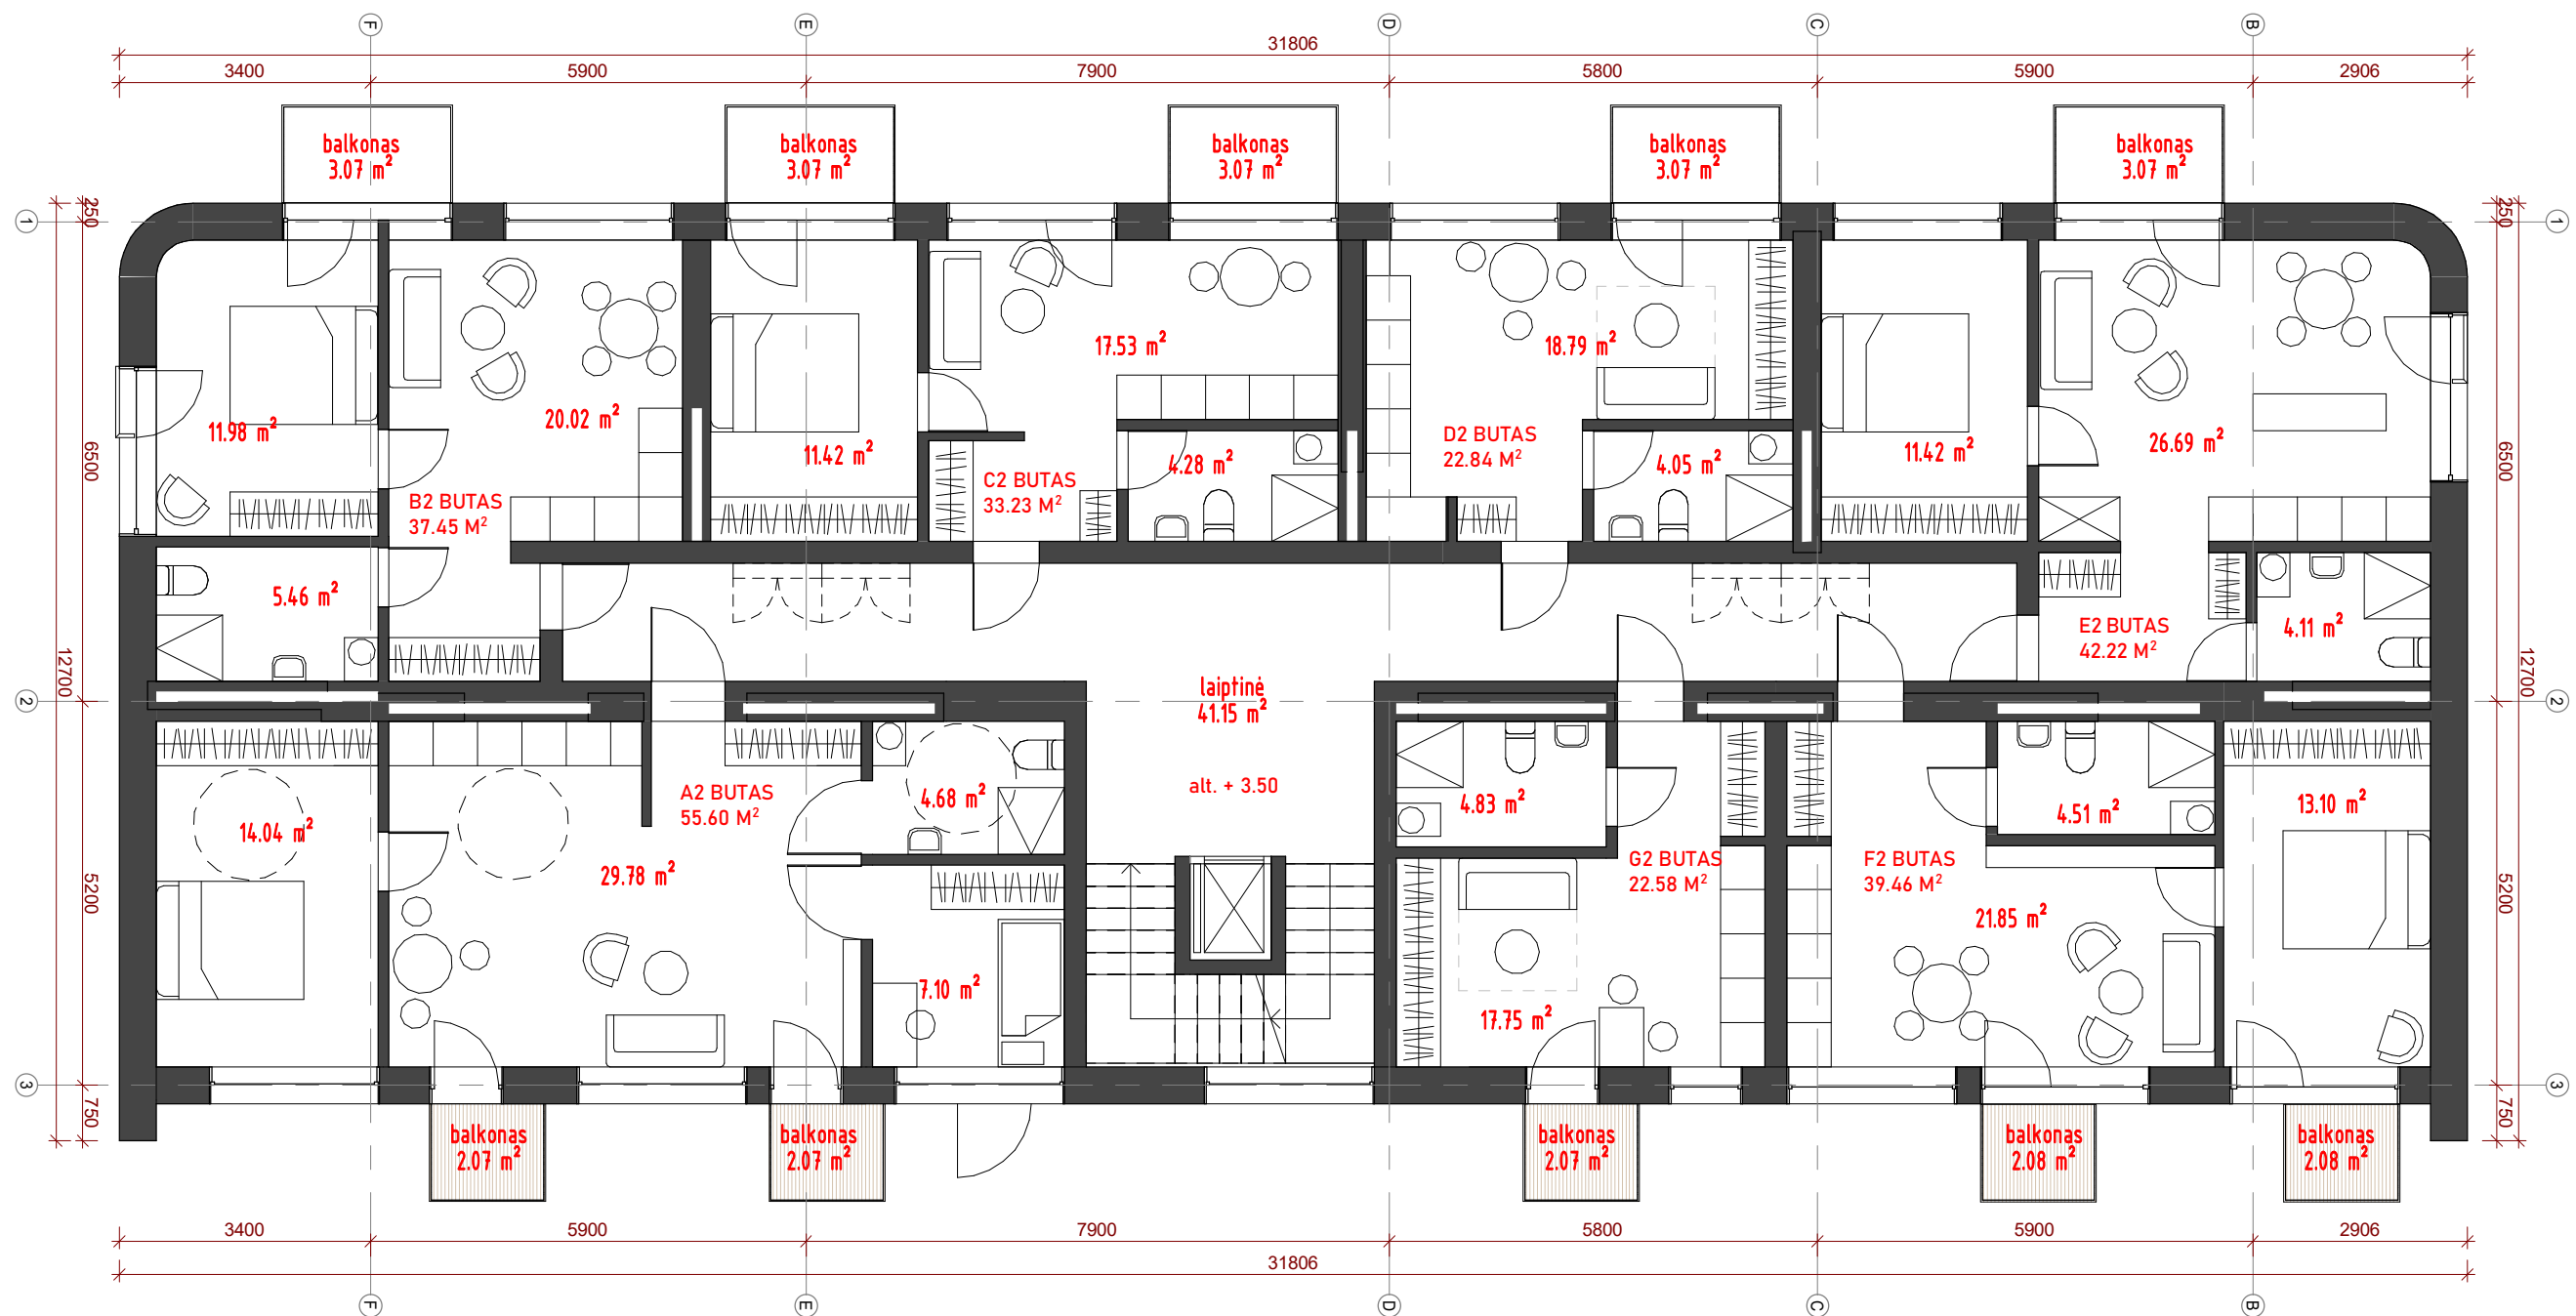 F E D C B
31806
3400 5900 7900 5800 5900 2906
balkonas balkonas balkonas balkonas balkonas
3.07 m² 3.07 m² 3.07 m² 3.07 m² 3.07 m²
250 250
1 1
17.53 m² 18.79 m²
11.98 m² 20.02 m² 11.42 m² 11.42 m² 26.69 m²
6500 6500
4.28 m² 4.05 m²
D2 BUTAS
22.84 M²
C2 BUTAS
33.23 M²
B2 BUTAS
37.45 M²
5.46 m² 4.11 m²
E2 BUTAS
42.22 M²
12700 12700
2 2
laiptinė
41.15 m²
alt. + 3.50
A2 BUTAS
55.60 M²
4.68 m² 4.83 m² 4.51 m² 13.10 m²
14.04 m²
29.78 m²
G2 BUTAS
22.58 M²
F2 BUTAS
39.46 M²
5200 5200
21.85 m²
7.10 m² 17.75 m²
3 3
750 750
balkonas balkonas balkonas balkonas balkonas
2.07 m² 2.07 m² 2.07 m² 2.08 m² 2.08 m²
3400 5900 7900 5800 5900 2906
31806
F E D C B